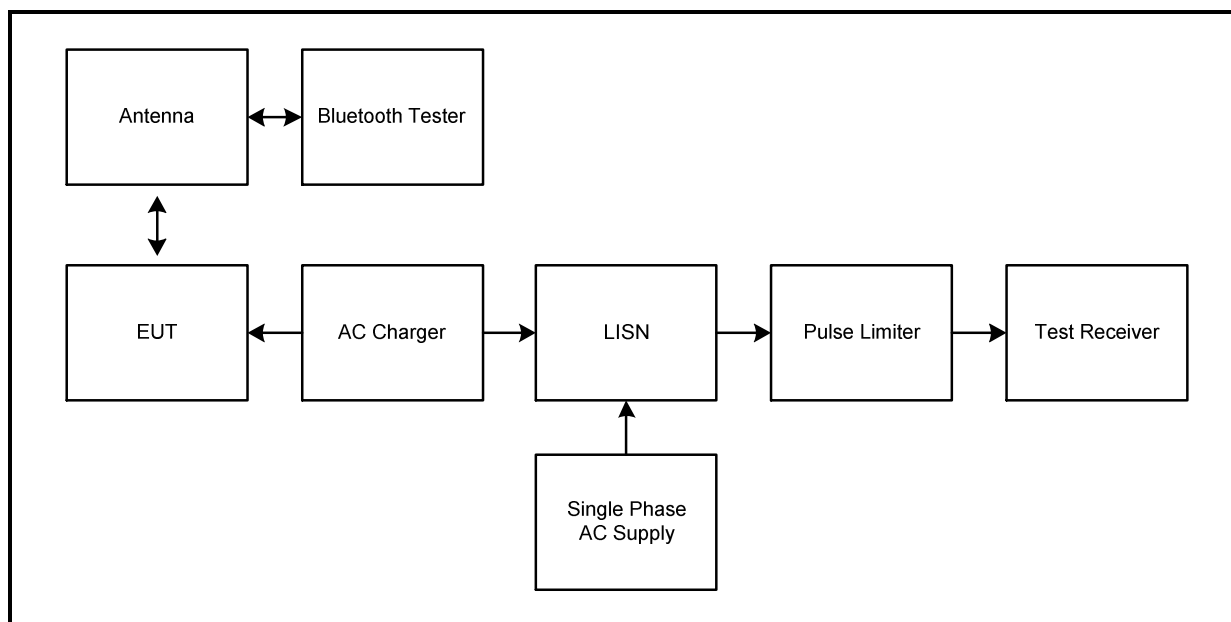 Antenna
Bluetooth Tester
EUT
AC Charger
LISN
Pulse Limiter
Test Receiver
Single Phase
AC Supply